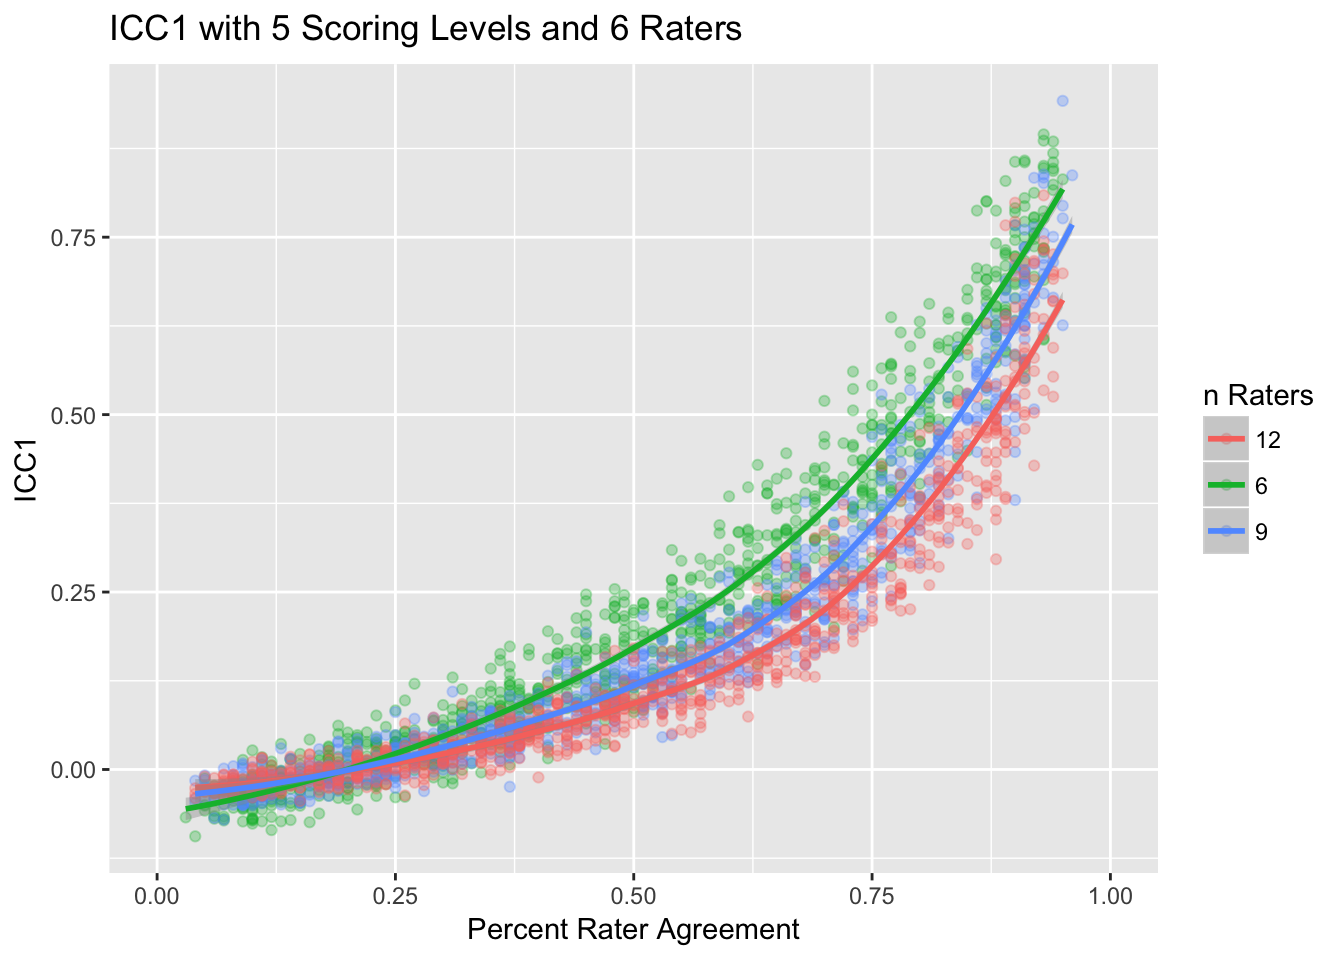 ICC1 with 5 Scoring Levels and 6 Raters
ICC1
0.75
0.50
0.25
0.00
0.00 0.25 0.50 0.75 1.00
Percent Rater Agreement
n Raters
12
6
9